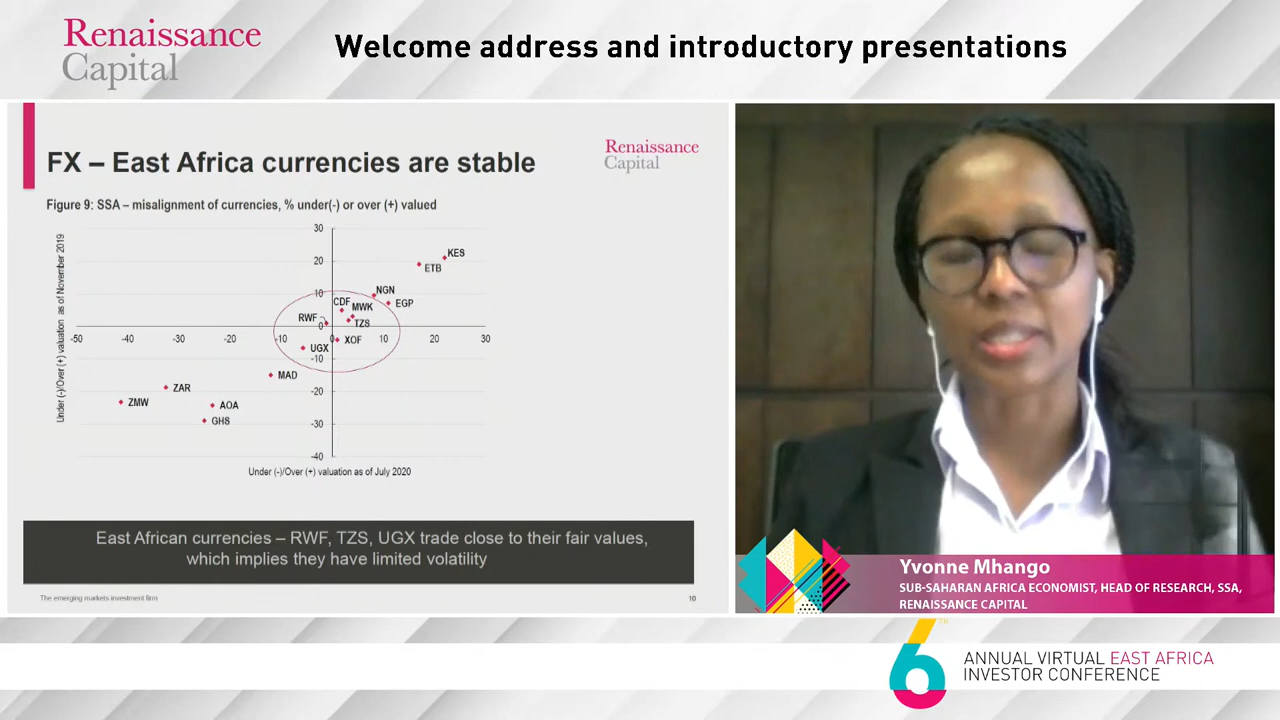 Renaissance
Capital
Welcome address and introductory presentations
FX – East Africa currencies are stable
Renaissance
Capital
Figure 9: SSA – misalignment of currencies, % under(-) or over (+) valued
Under (-)/Over (+) valuation as of November 2019
30
20
10
0
-10
-20
-30
-40
-50
-40
-30
-20
-10
0
10
20
30
KES
ETB
NGN
EGP
CDF
MWK
RWF
TZS
XOF
UGX
MAD
ZAR
ZMW
AOA
GHS
Under (-)/Over (+) valuation as of July 2020
East African currencies – RWF, TZS, UGX trade close to their fair values,
which implies they have limited volatility
The emerging markets investment firm
10
Yvonne Mhango
SUB-SAHARAN AFRICA ECONOMIST, HEAD OF RESEARCH, SSA,
RENAISSANCE CAPITAL
6TH
ANNUAL VIRTUAL EAST AFRICA
INVESTOR CONFERENCE